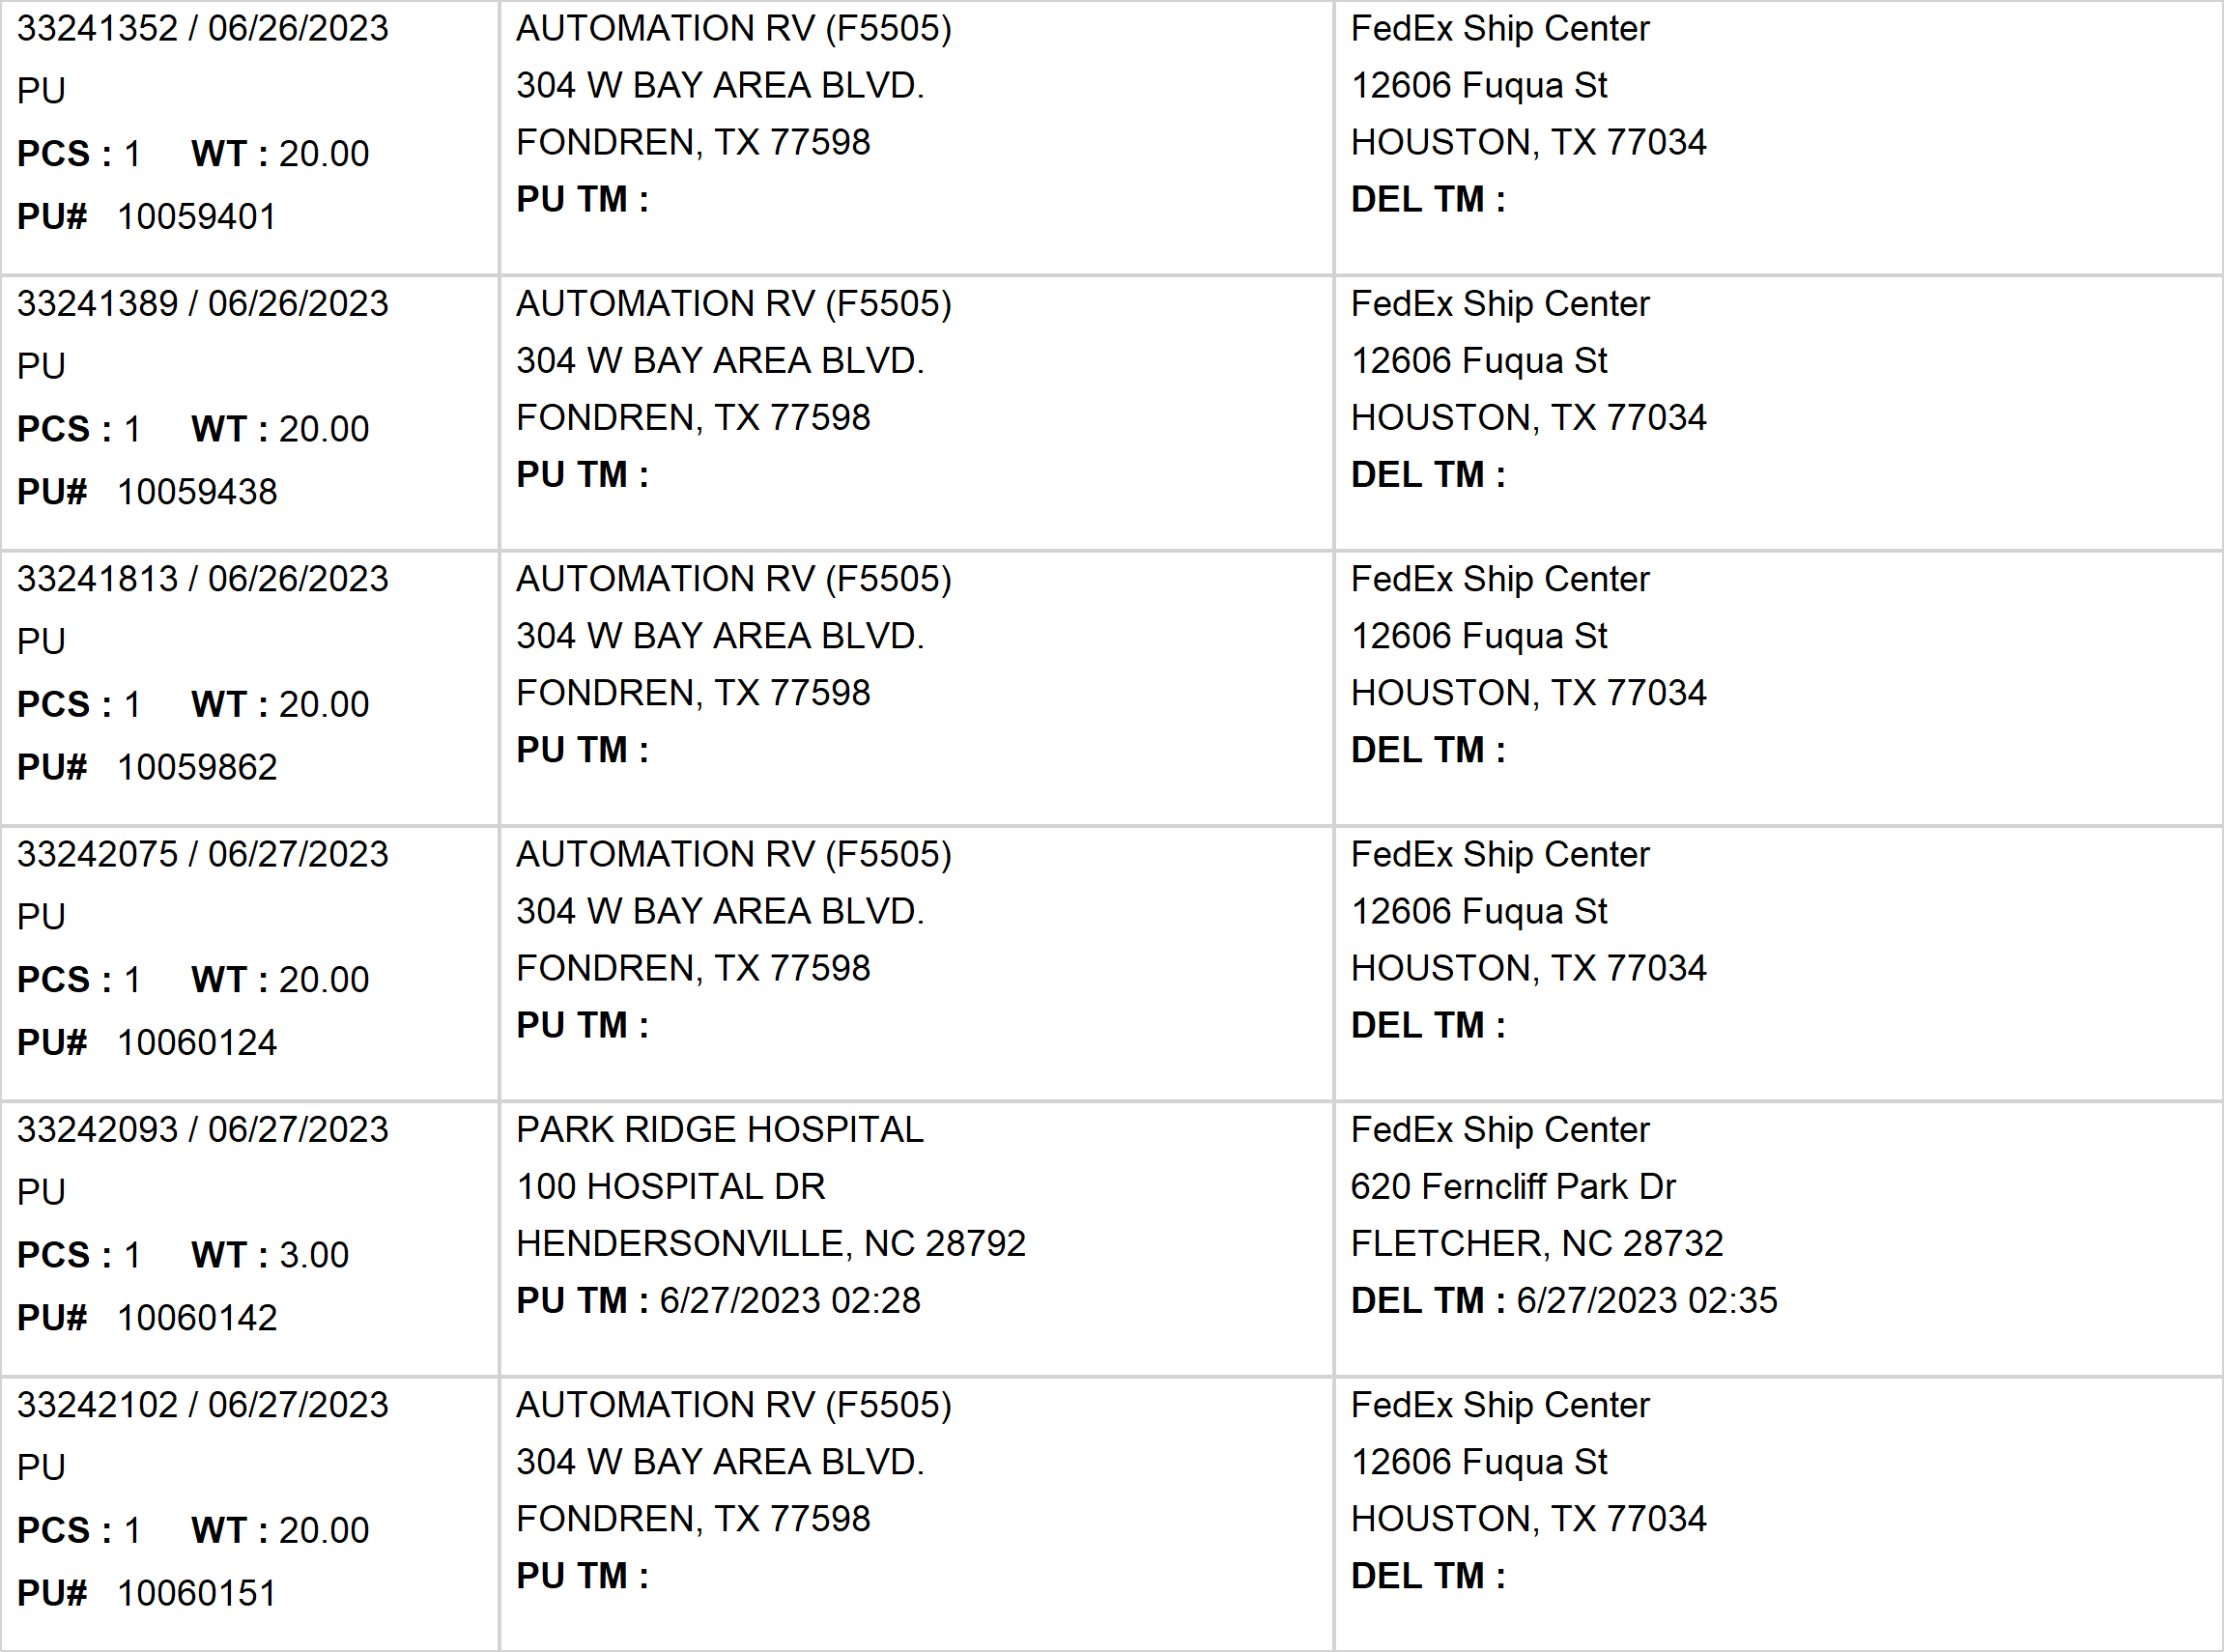 33241352 / 06/26/2023
PU
PCS : 1 WT : 20.00
PU# 10059401
AUTOMATION RV (F5505)
304 W BAY AREA BLVD.
FONDREN, TX 77598
PU TM :
FedEx Ship Center
12606 Fuqua St
HOUSTON, TX 77034
DEL TM :
33241389 / 06/26/2023
PU
PCS : 1 WT : 20.00
PU# 10059438
AUTOMATION RV (F5505)
304 W BAY AREA BLVD.
FONDREN, TX 77598
PU TM :
FedEx Ship Center
12606 Fuqua St
HOUSTON, TX 77034
DEL TM :
33241813 / 06/26/2023
PU
PCS : 1 WT : 20.00
PU# 10059862
AUTOMATION RV (F5505)
304 W BAY AREA BLVD.
FONDREN, TX 77598
PU TM :
FedEx Ship Center
12606 Fuqua St
HOUSTON, TX 77034
DEL TM :
33242075 / 06/27/2023
PU
PCS : 1 WT : 20.00
PU# 10060124
AUTOMATION RV (F5505)
304 W BAY AREA BLVD.
FONDREN, TX 77598
PU TM :
FedEx Ship Center
12606 Fuqua St
HOUSTON, TX 77034
DEL TM :
33242093 / 06/27/2023
PU
PCS : 1 WT : 3.00
PU# 10060142
PARK RIDGE HOSPITAL
100 HOSPITAL DR
HENDERSONVILLE, NC 28792
PU TM : 6/27/2023 02:28
FedEx Ship Center
620 Ferncliff Park Dr
FLETCHER, NC 28732
DEL TM : 6/27/2023 02:35
33242102 / 06/27/2023
PU
PCS : 1 WT : 20.00
PU# 10060151
AUTOMATION RV (F5505)
304 W BAY AREA BLVD.
FONDREN, TX 77598
PU TM :
FedEx Ship Center
12606 Fuqua St
HOUSTON, TX 77034
DEL TM :